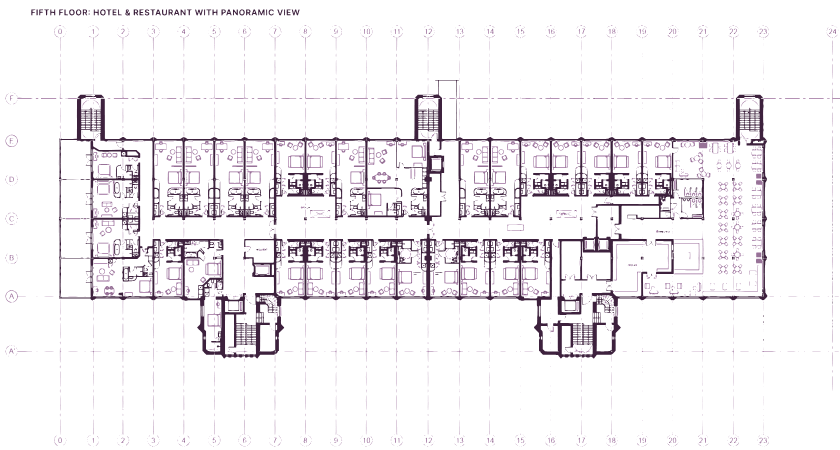 FIFTH FLOOR: HOTEL & RESTAURANT WITH PANORAMIC VIEW
0 1 2 3 4 5 6 7 8 9 10 11 12 13 14 15 16 17 18 19 20 21 22 23 24
F
E
D
C
B
A
A'
0 1 2 3 4 5 6 7 8 9 10 11 12 13 14 15 16 17 18 19 20 21 22 23 24